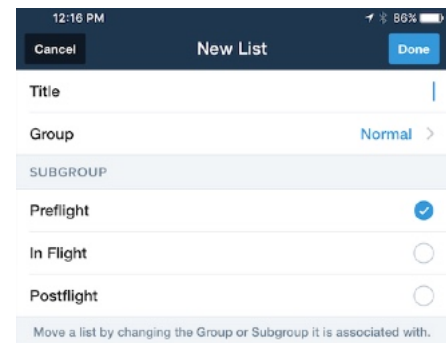 12:16 PM 86%
Cancel New List Done
Title
Group Normal
SUBGROUP
Preflight
In Flight
Postflight
Move a list by changing the Group or Subgroup it is associated with.